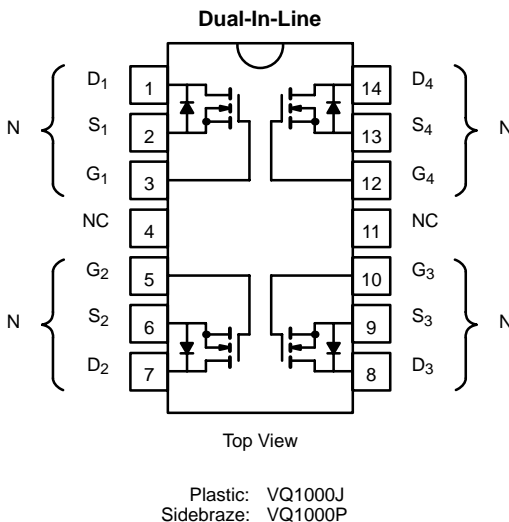 Dual-In-Line
D1 1 14 D4
N S1 2 13 S4 N
G1 3 12 G4
NC 4 11 NC
G2 5 10 G3
N S2 6 9 S3 N
D2 7 8 D3
Top View
Plastic: VQ1000J
Sidebraze: VQ1000P